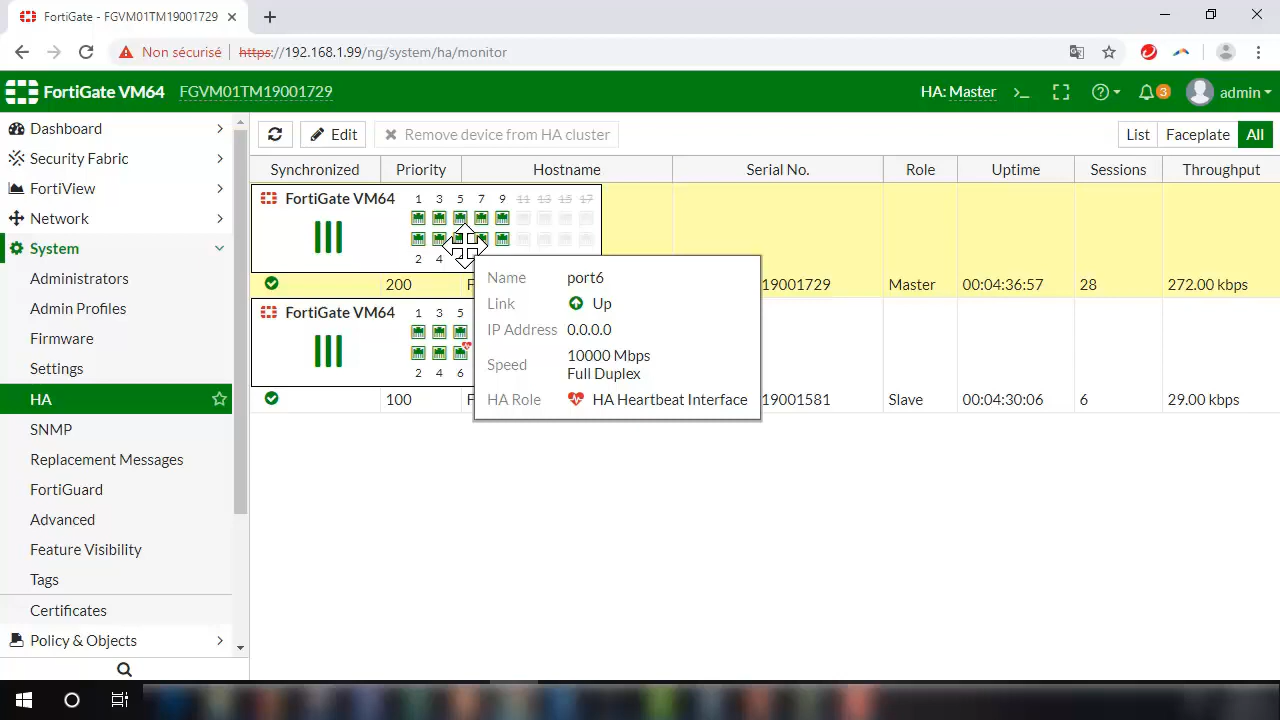 FortiGate - FGVM01TM19001729
Non sécurisé
https://192.168.1.99/ng/system/ha/monitor
FortiGate VM64 FGVM01TM19001729
HA: Master
3
admin
Dashboard
Security Fabric
FortiView
Network
System
Administrators
Admin Profiles
Firmware
Settings
HA
SNMP
Replacement Messages
FortiGuard
Advanced
Feature Visibility
Tags
Certificates
Policy & Objects
Edit
Remove device from HA cluster
List Faceplate All
Synchronized Priority Hostname Serial No. Role Uptime Sessions Throughput
FortiGate VM64 1 3 5 7 9 11 13 15 17
2 4
200 F 19001729 Master 00:04:36:57 28 272.00 kbps
FortiGate VM64 1 3 5
2 4 6
100 F 19001581 Slave 00:04:30:06 6 29.00 kbps
Name port6
Link Up
IP Address 0.0.0.0
Speed 10000 Mbps
Full Duplex
HA Role HA Heartbeat Interface